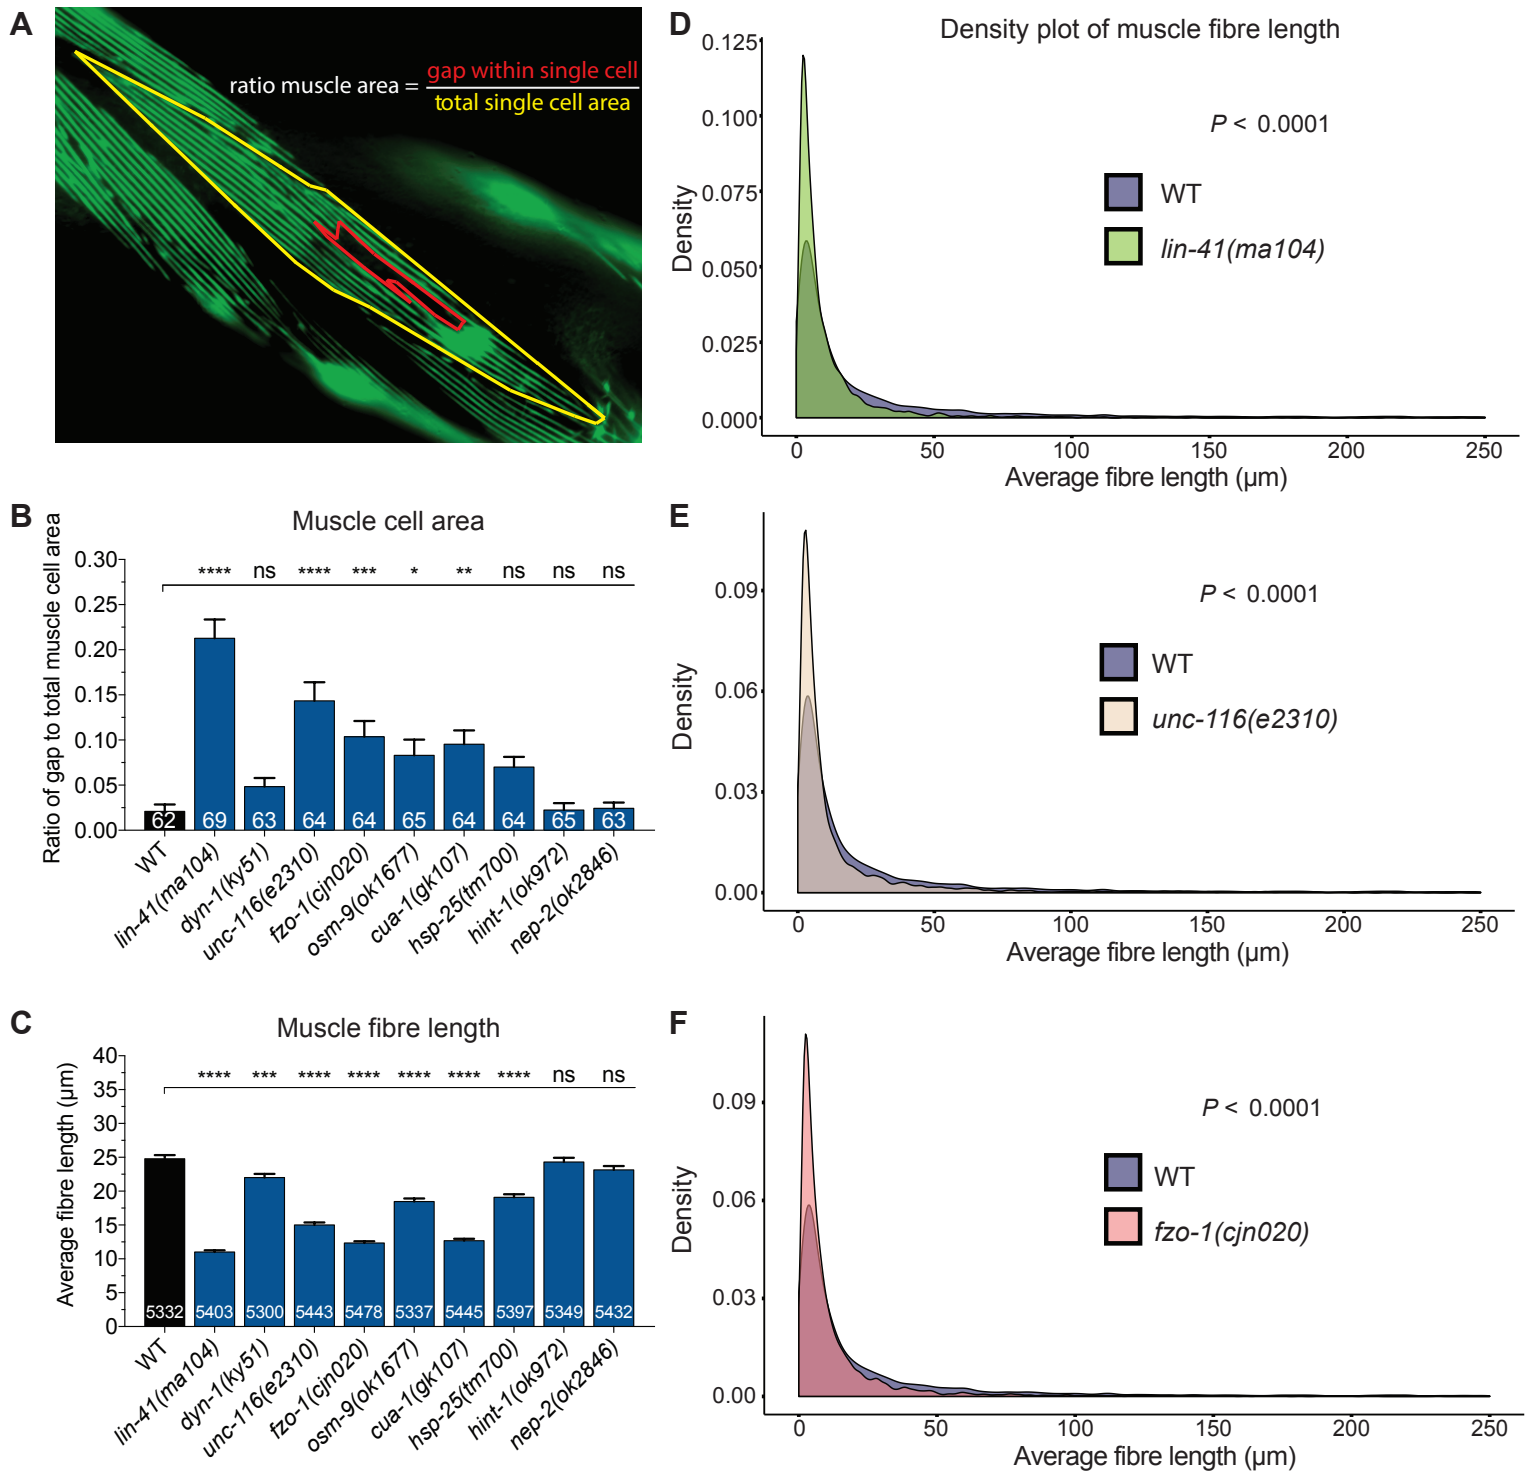 A
ratio muscle area =
gap within single cell
total single cell area
B
Muscle cell area
Ratio of gap to total muscle cell area
0.30
0.25
0.20
0.15
0.10
0.05
0.00
**** ns **** *** * ** ns ns ns
62 69 63 64 64 65 64 64 65 63
WT
lin-41(ma104)
dyn-1(ky51)
unc-116(e2310)
fzo-1(cjn020)
osm-9(ok1677)
cua-1(gk107)
hsp-25(tm700)
hint-1(ok972)
nep-2(ok2846)
C
Muscle fibre length
Average fibre length (µm)
40
35
30
25
20
15
10
5
0
**** *** **** **** **** **** **** ns ns
5332 5403 5300 5443 5478 5337 5445 5397 5349 5432
WT
lin-41(ma104)
dyn-1(ky51)
unc-116(e2310)
fzo-1(cjn020)
osm-9(ok1677)
cua-1(gk107)
hsp-25(tm700)
hint-1(ok972)
nep-2(ok2846)
D
Density plot of muscle fibre length
Density
0.125
0.100
0.075
0.050
0.025
0.000
P < 0.0001
WT
lin-41(ma104)
0 50 100 150 200 250
Average fibre length (µm)
E
Density
0.09
0.06
0.03
0.00
P < 0.0001
WT
unc-116(e2310)
0 50 100 150 200 250
Average fibre length (µm)
F
Density
0.09
0.06
0.03
0.00
P < 0.0001
WT
fzo-1(cjn020)
0 50 100 150 200 250
Average fibre length (µm)